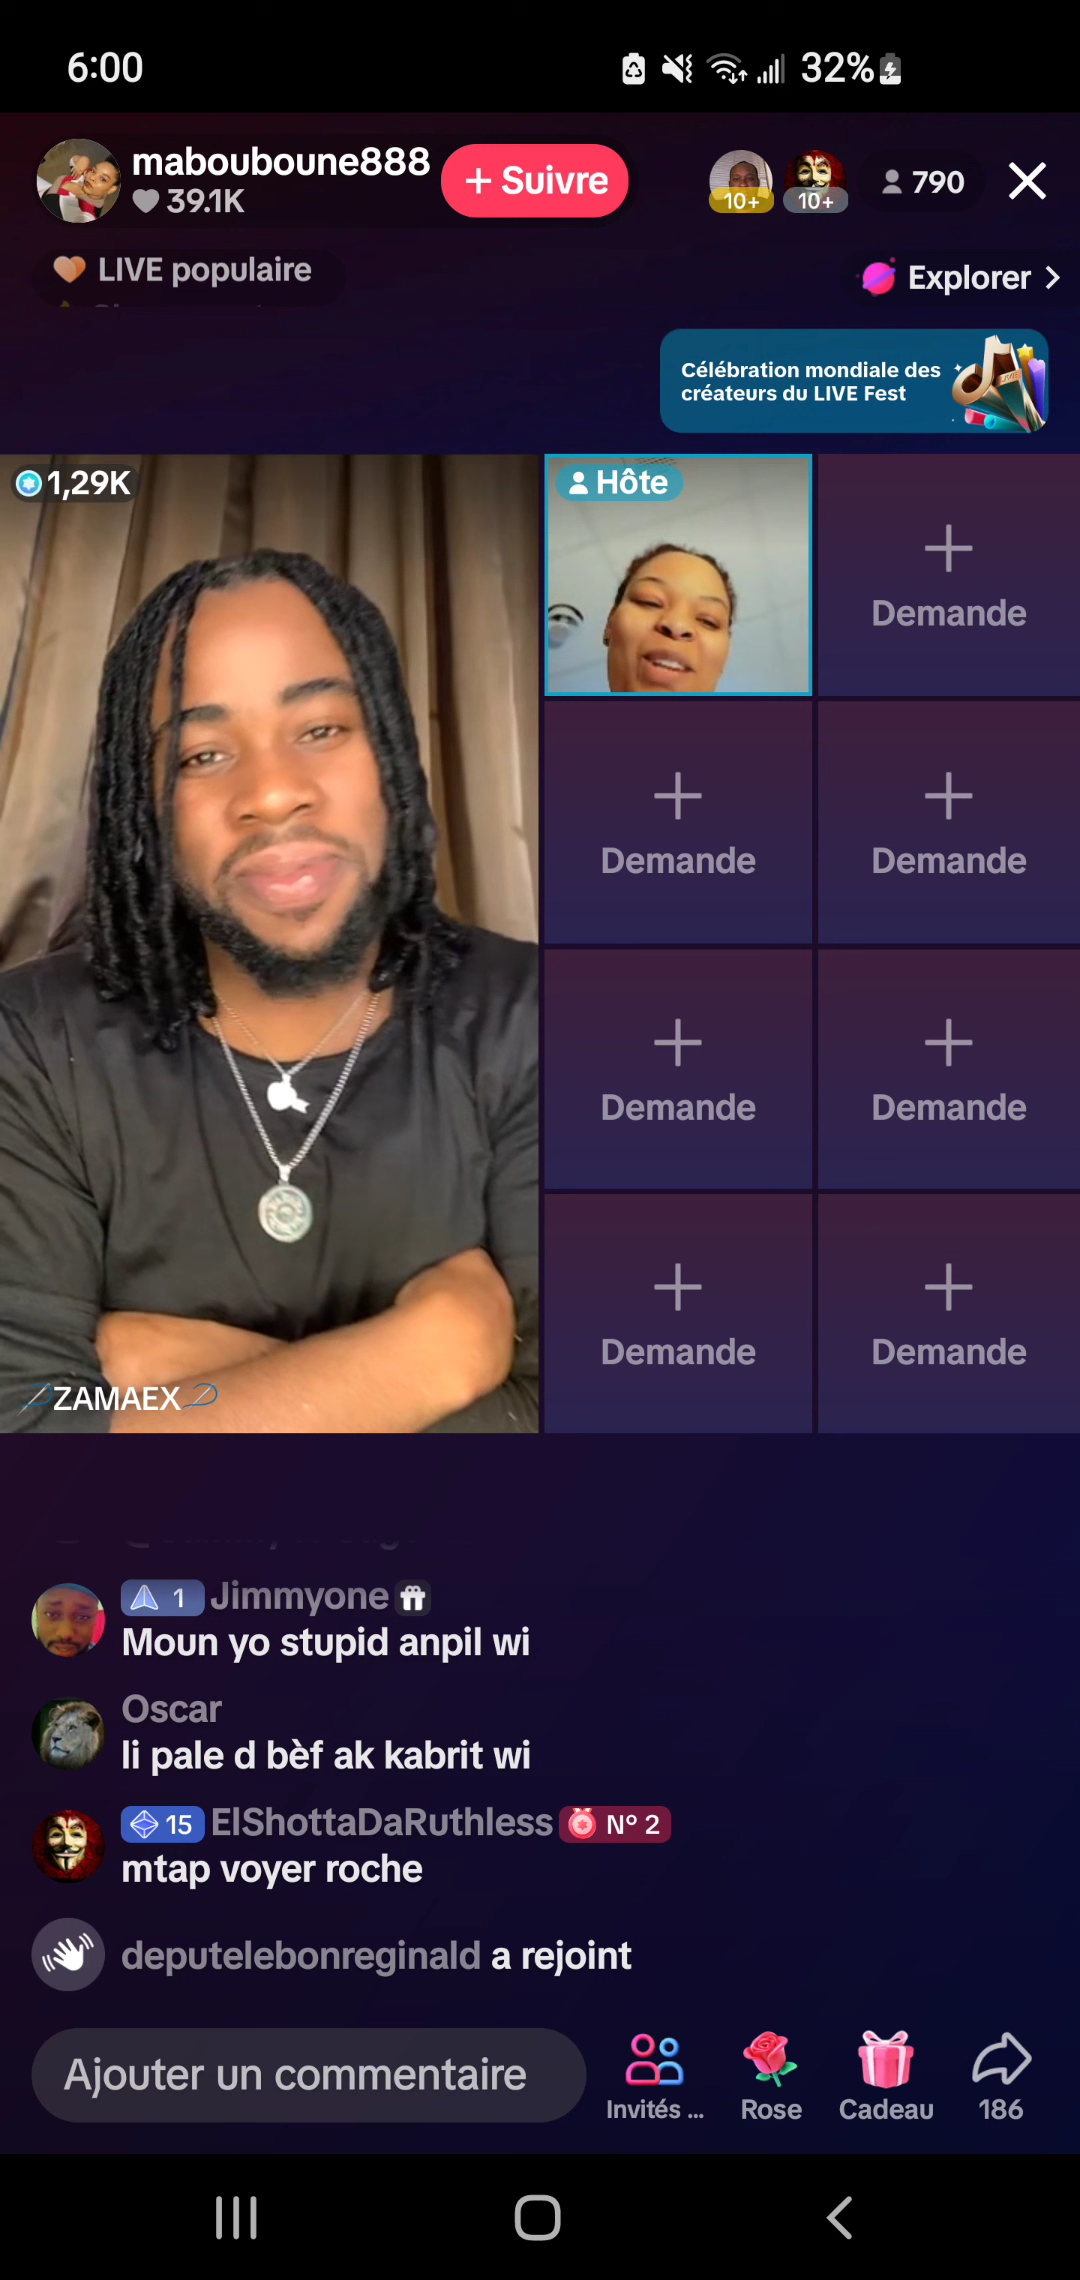 6:00
32%
mabouboune888
39.1K
+ Suivre
10+
10+
790
LIVE populaire
Explorer >
Célébration mondiale des
créateurs du LIVE Fest
LIVE
1,29K
Hôte
Demande
Demande
Demande
Demande
Demande
Demande
Demande
ZAMAEX
1 Jimmyone
Moun yo stupid anpil wi
Oscar
li pale d bèf ak kabrit wi
15 ElShottaDaRuthless Nº 2
mtap voyer roche
deputelebonreginald a rejoint
Ajouter un commentaire
Invités ...
Rose
Cadeau
186